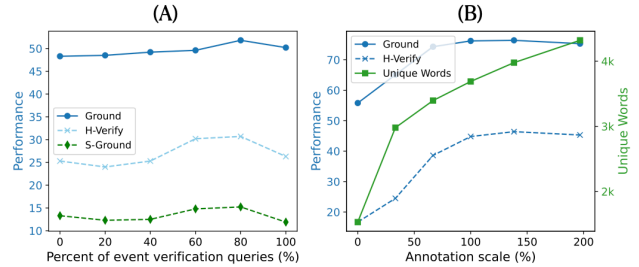 (A)
Performance
50
45
40
35
30
25
20
15
10
Ground
H-Verify
S-Ground
0 20 40 60 80 100
Percent of event verification queries (%)
(B)
Performance
70
60
50
40
30
20
Ground
H-Verify
Unique Words
4k
3k
2k
Unique Words
0 50 100 150 200
Annotation scale (%)